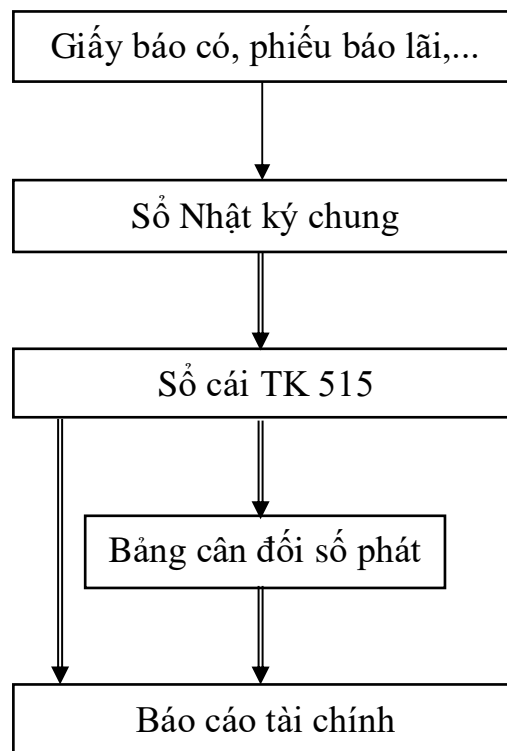 Giấy báo có, phiếu báo lãi,...
Sổ Nhật ký chung
Sổ cái TK 515
Bảng cân đối số phát
Báo cáo tài chính